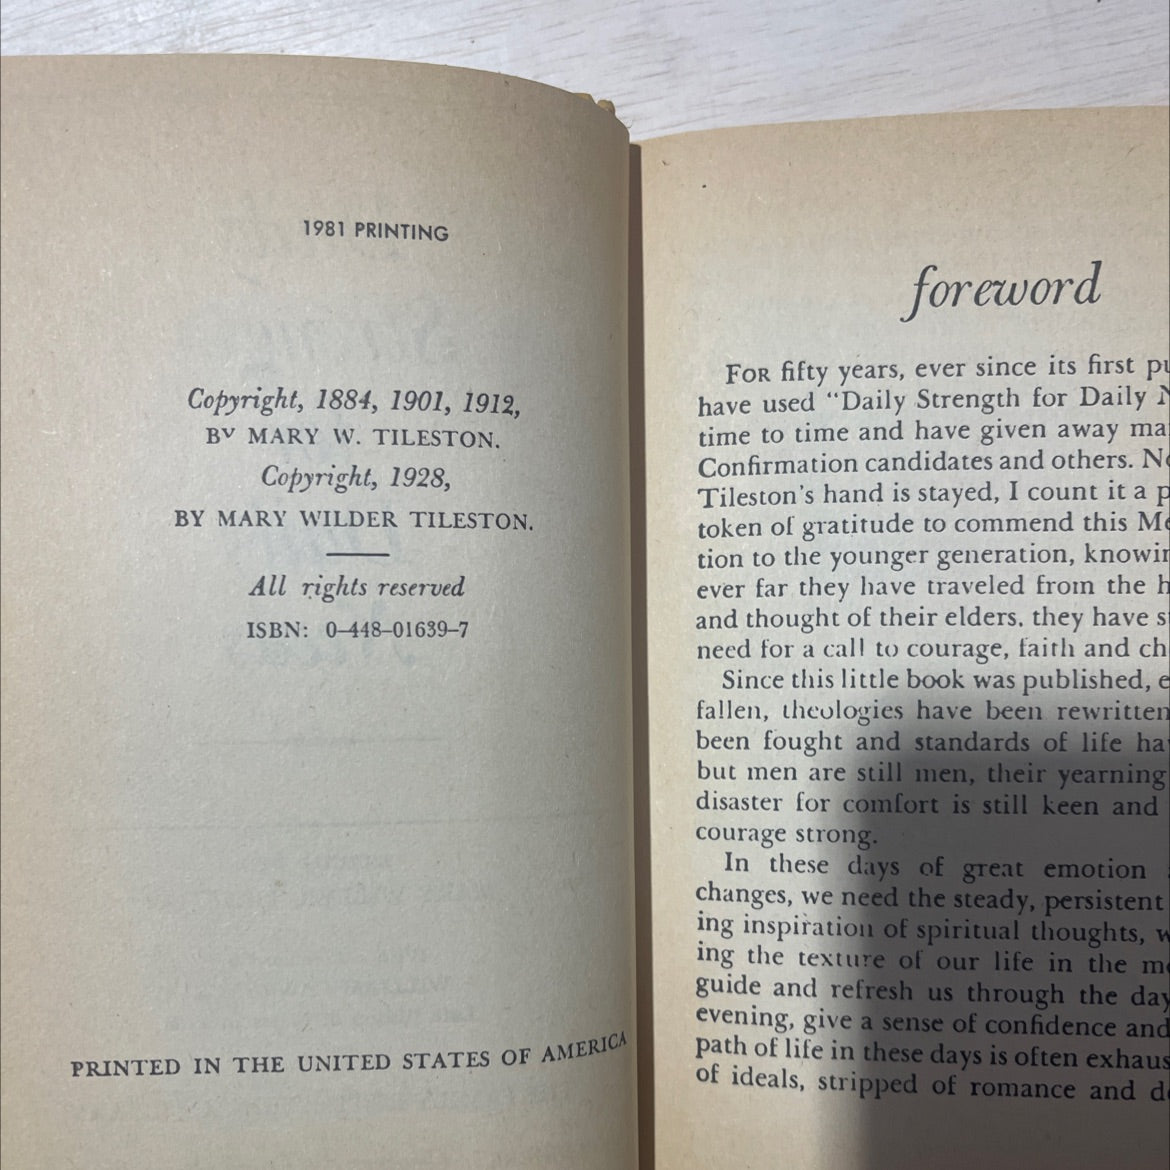 1981 PRINTING
Copyright, 1884, 1901, 1912,
BY MARY W. TILESTON.
Copyright, 1928,
BY MARY WILDER TILESTON.
All rights reserved
ISBN: 0-448-01639-7
PRINTED IN THE UNITED STATES OF AMERICA
foreword
FOR fifty years, ever since its first
have used "Daily Strength for Daily
time to time and have given away
Confirmation candidates and others.
Tileston's hand is stayed, I count it a
token of gratitude to commend this
tion to the younger generation,
ever far they have traveled from the
and thought of their elders, they have
need for a call to courage, faith and
Since this little book was published,
fallen, theologies have been rewritten
been fought and standards of life
but men are still men, their yearning
disaster for comfort is still keen and
courage strong.
In these days of great emotion
changes, we need the steady, persistent
ing inspiration of spiritual thoughts,
ing the texture of our life in the
guide and refresh us through the day
evening, give a sense of confidence and
path of life in these days is often
of ideals, stripped of romance and